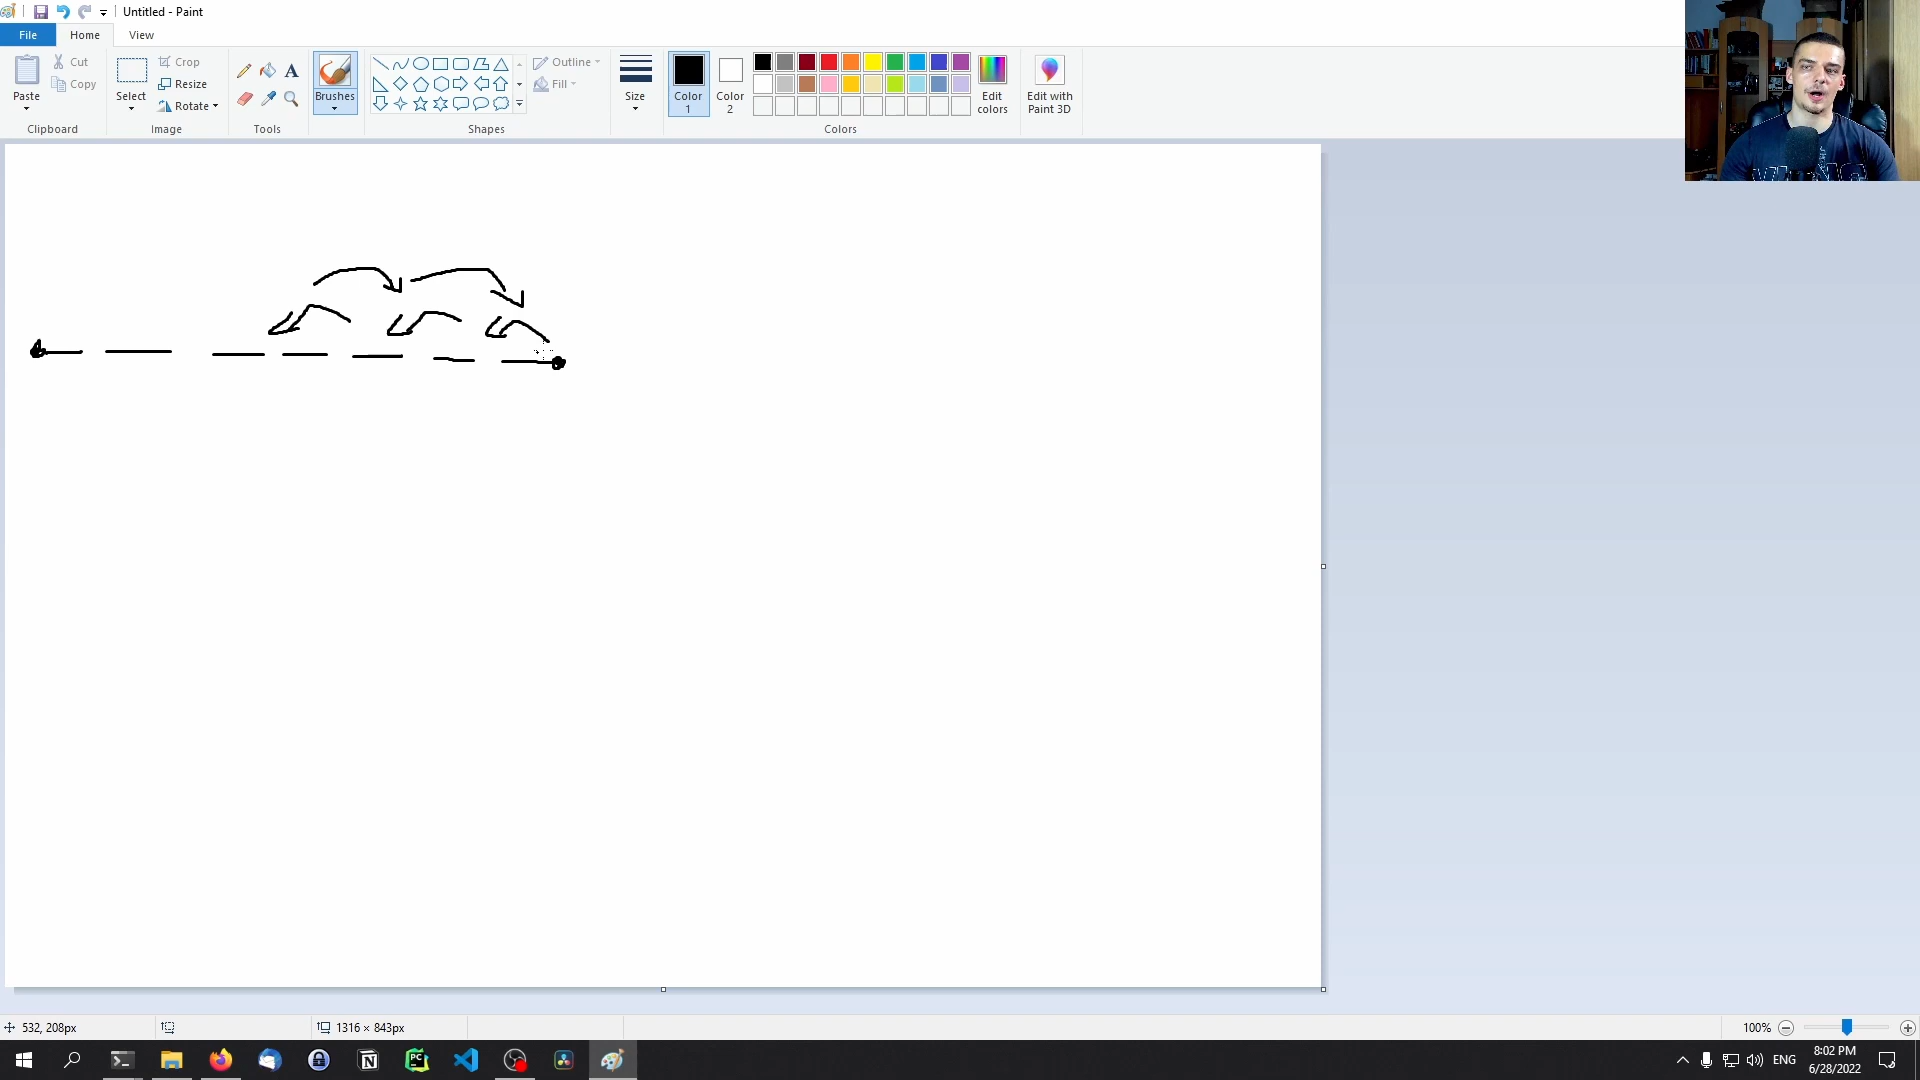 Untitled - Paint
File
Home
View
Paste
Cut
Copy
Clipboard
Select
Crop
Resize
Rotate
Image
Tools
Brushes
Shapes
Outline
Fill
Size
Color
1
Color
2
Colors
Edit
colors
Edit with
Paint 3D
532, 208px
1316 × 843px
100%
ENG
8:02 PM
6/28/2022